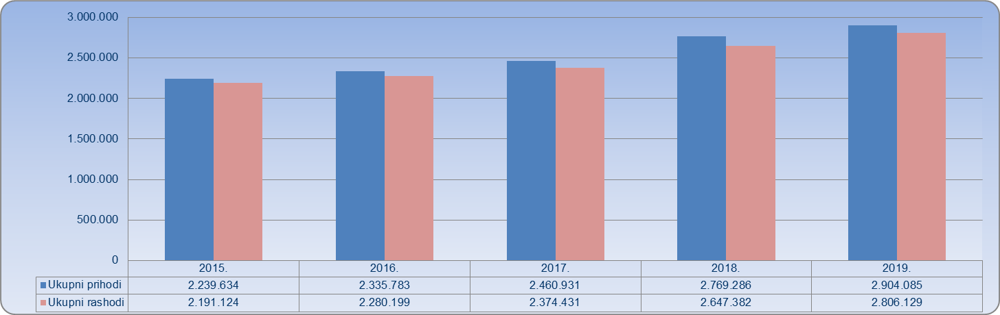 3.000.000
2.500.000
2.000.000
1.500.000
1.000.000
500.000
0
2015. 2016. 2017. 2018. 2019.
Ukupni prihodi 2.239.634 2.335.783 2.460.931 2.769.286 2.904.085
Ukupni rashodi 2.191.124 2.280.199 2.374.431 2.647.382 2.806.129